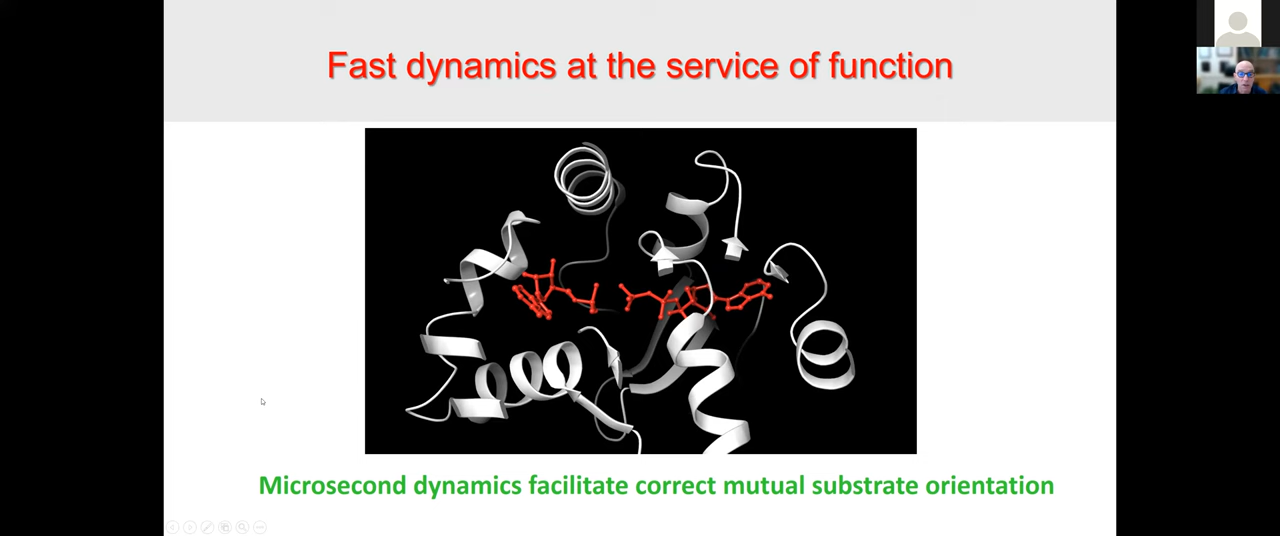 Fast dynamics at the service of function
Microsecond dynamics facilitate correct mutual substrate orientation